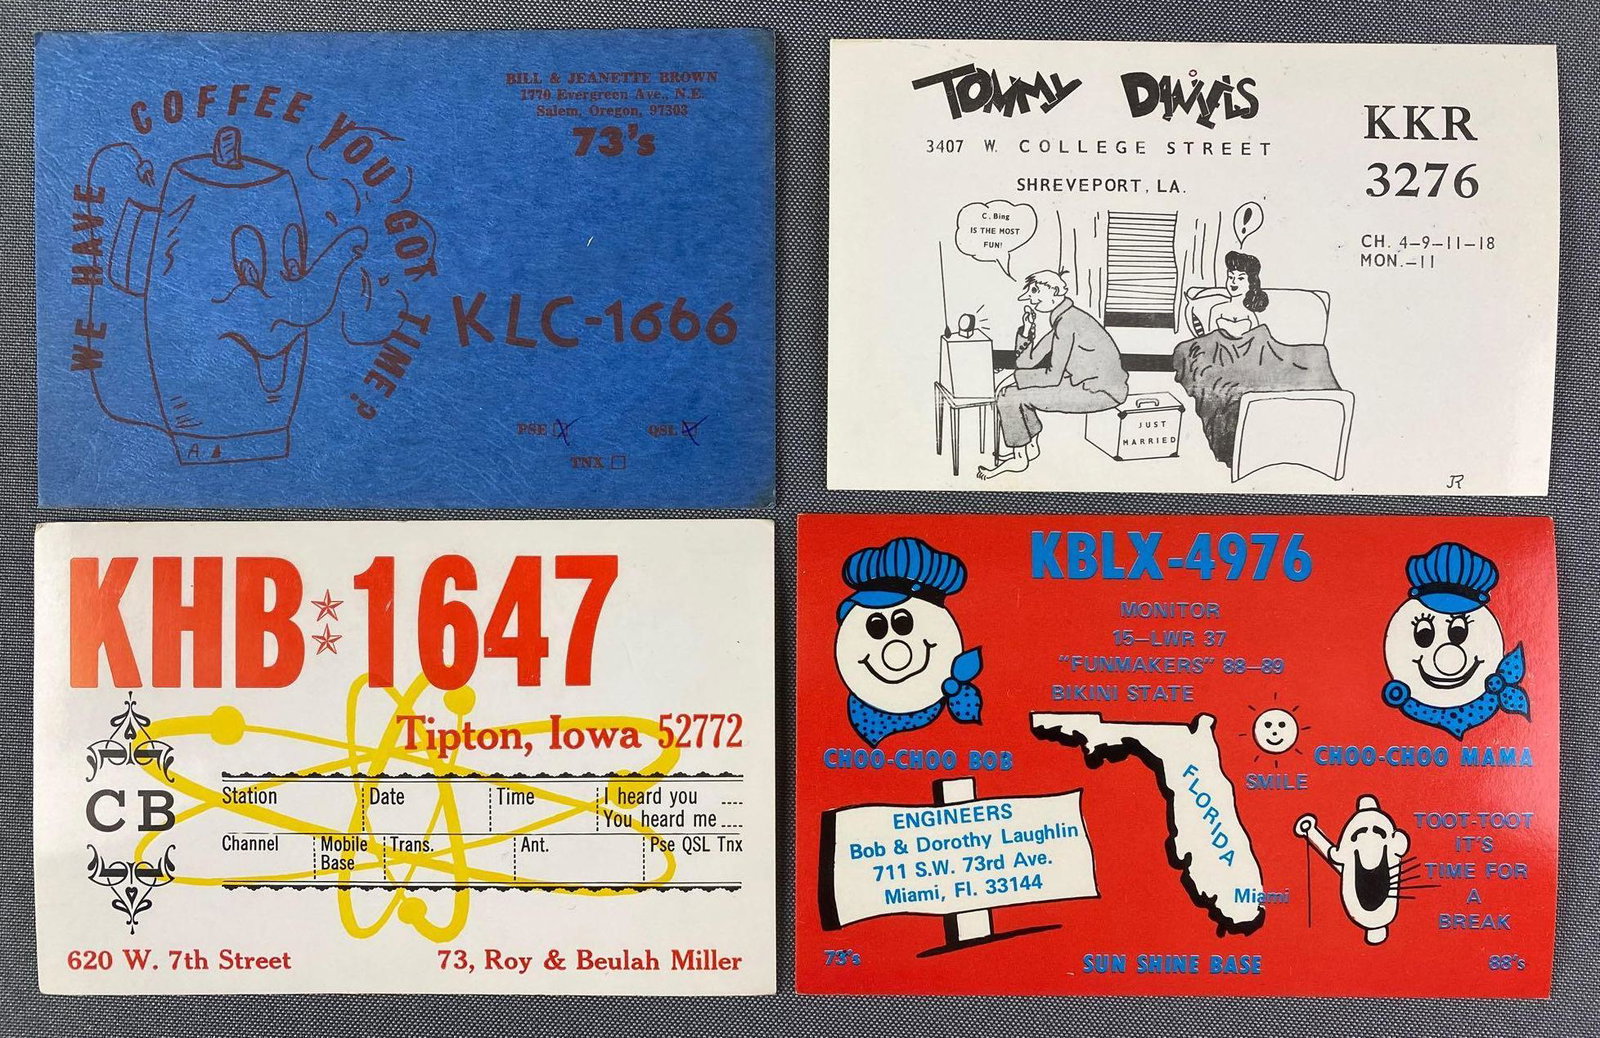 WE HAVE COFFEE YOU GOT TIME?
BILL & JEANETTE BROWN
1770 Evergreen Ave., N.E.
Salem, Oregon, 97303
73's
KLC-1666
PSE QSL
TNX
A
TOMMY DANIELS
3407 W. COLLEGE STREET
SHREVEPORT, LA.
KKR
3276
CH. 4-9-11-18
MON.-11
C. Bing
IS THE MOST
FUN!
!
JUST
MARRIED
JR
KHB 1647
Tipton, Iowa 52772
CB
Station Date Time I heard you ....
You heard me ....
Channel Mobile Trans. Ant. Pse QSL Tnx
Base
620 W. 7th Street 73, Roy & Beulah Miller
KBLX-4976
MONITOR
15-LWR 37
"FUNMAKERS" 88-89
BIKINI STATE
CHOO-CHOO BOB
CHOO-CHOO MAMA
SMILE
ENGINEERS
Bob & Dorothy Laughlin
711 S.W. 73rd Ave.
Miami, Fl. 33144
FLORIDA
Miami
TOOT-TOOT
IT'S
TIME FOR
A
BREAK
73's
SUN SHINE BASE
88's